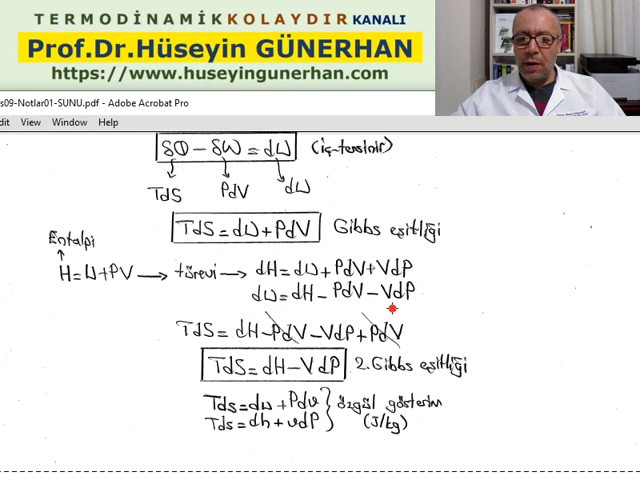 TERMODİNAMİKKOLAYDIR KANALI
Prof.Dr.Hüseyin GÜNERHAN
https://www.huseyingunerhan.com
s09-Notlar01-SUNU.pdf - Adobe Acrobat Pro
dit View Window Help
δQ – δW = dU (iç-tersinir)
TdS PdV dU
TdS = dU + PdV Gibbs eşitliği
Entalpi
H = U + PV → türevi → dH = dU + PdV + VdP
dU = dH – PdV – VdP
TdS = dH – PdV – VdP + PdV
TdS = dH – VdP 2. Gibbs eşitliği
Tds = du + Pdv } özgül gösterim
Tds = dh + vdP (J/kg)